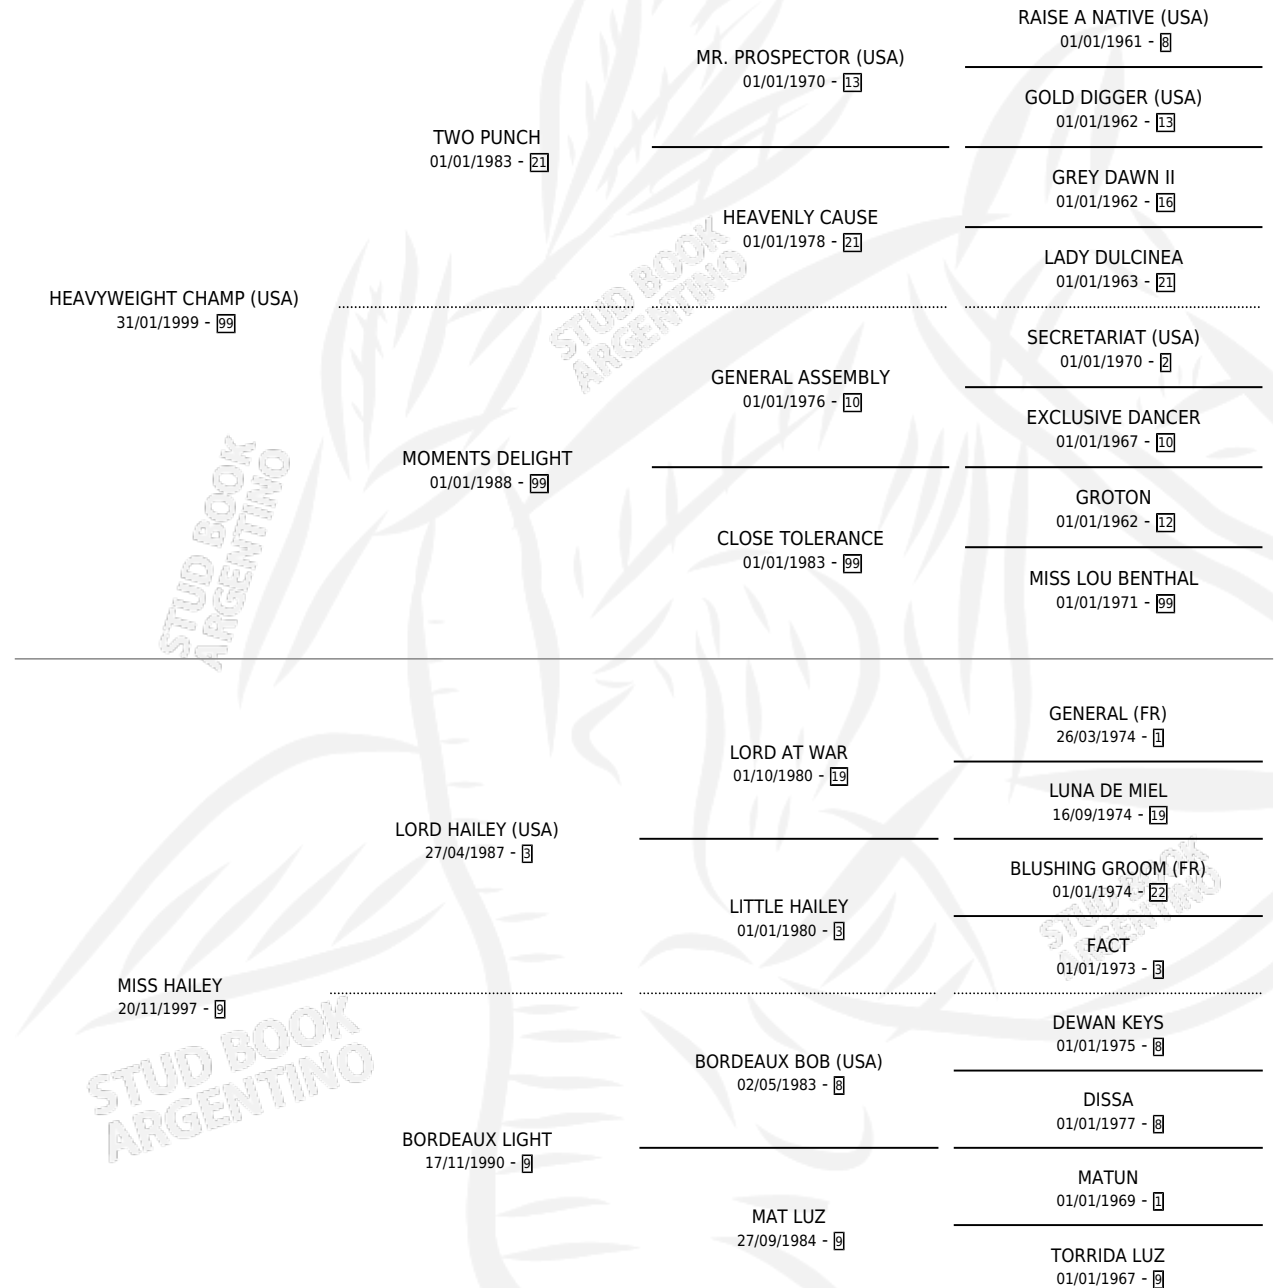 RAISE A NATIVE (USA)
01/01/1961 - 8
MR. PROSPECTOR (USA)
01/01/1970 - 13
GOLD DIGGER (USA)
01/01/1962 - 13
TWO PUNCH
01/01/1983 - 21
GREY DAWN II
01/01/1962 - 16
HEAVENLY CAUSE
01/01/1978 - 21
LADY DULCINEA
01/01/1963 - 21
HEAVYWEIGHT CHAMP (USA)
31/01/1999 - 99
STUD BOOK
ARGENTINO
SECRETARIAT (USA)
01/01/1970 - 2
GENERAL ASSEMBLY
01/01/1976 - 10
EXCLUSIVE DANCER
01/01/1967 - 10
MOMENTS DELIGHT
01/01/1988 - 99
GROTON
01/01/1962 - 12
CLOSE TOLERANCE
01/01/1983 - 99
MISS LOU BENTHAL
01/01/1971 - 99
STUD BOOK
ARGENTINO
GENERAL (FR)
26/03/1974 - 1
LORD AT WAR
01/10/1980 - 19
LUNA DE MIEL
16/09/1974 - 19
LORD HAILEY (USA)
27/04/1987 - 3
BLUSHING GROOM (FR)
01/01/1974 - 22
LITTLE HAILEY
01/01/1980 - 3
STUD BOOK
ARGENTINO
FACT
01/01/1973 - 3
MISS HAILEY
20/11/1997 - 9
STUD BOOK
ARGENTINO
DEWAN KEYS
01/01/1975 - 8
BORDEAUX BOB (USA)
02/05/1983 - 8
DISSA
01/01/1977 - 8
BORDEAUX LIGHT
17/11/1990 - 9
MATUN
01/01/1969 - 1
MAT LUZ
27/09/1984 - 9
TORRIDA LUZ
01/01/1967 - 9